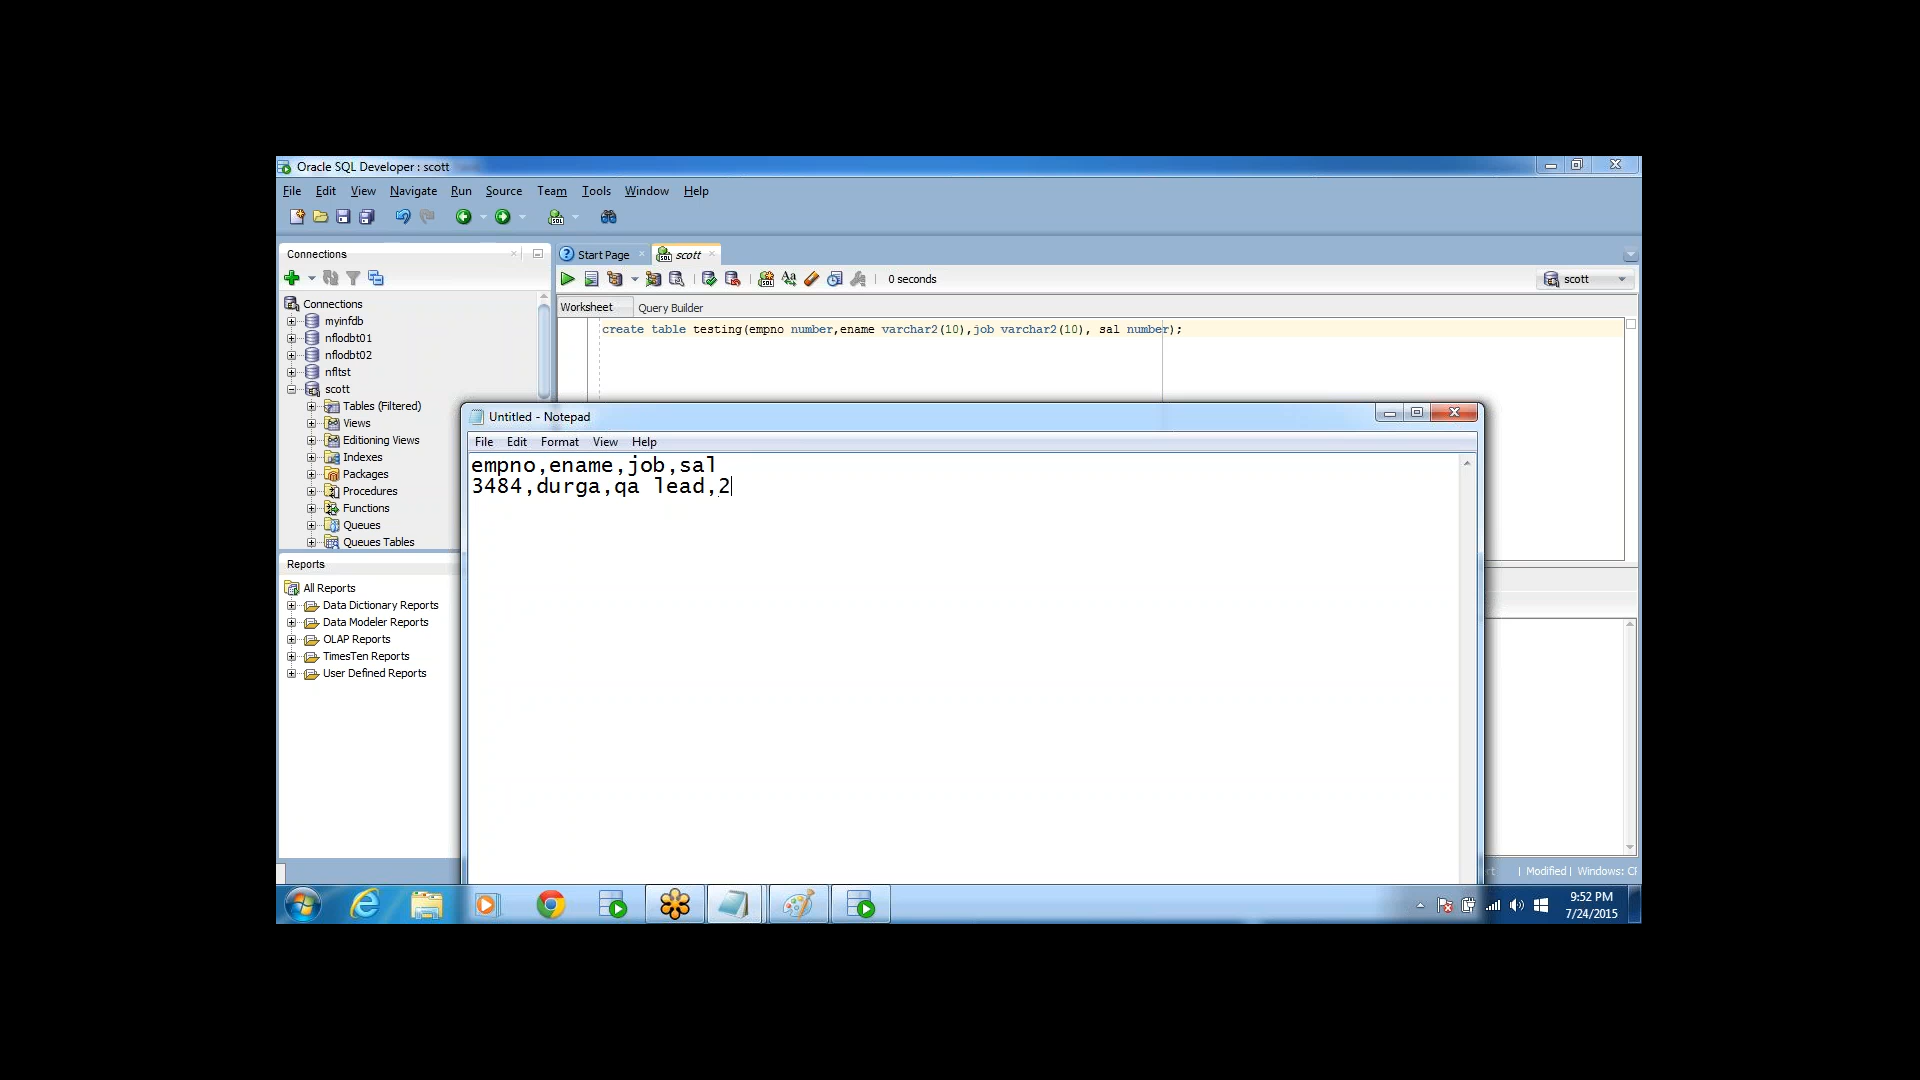 Oracle SQL Developer : scott
File Edit View Navigate Run Source Team Tools Window Help
Connections
Start Page
scott
0 seconds
scott
Worksheet
Query Builder
Connections
myinfdb
nflodbt01
nflodbt02
nfltst
scott
Tables (Filtered)
Views
Editioning Views
Indexes
Packages
Procedures
Functions
Queues
Queues Tables
create table testing(empno number,ename varchar2(10),job varchar2(10), sal number);
Untitled - Notepad
File Edit Format View Help
empno,ename,job,sal
3484,durga,qa lead,2
Reports
All Reports
Data Dictionary Reports
Data Modeler Reports
OLAP Reports
TimesTen Reports
User Defined Reports
| Modified | Windows:
9:52 PM
7/24/2015